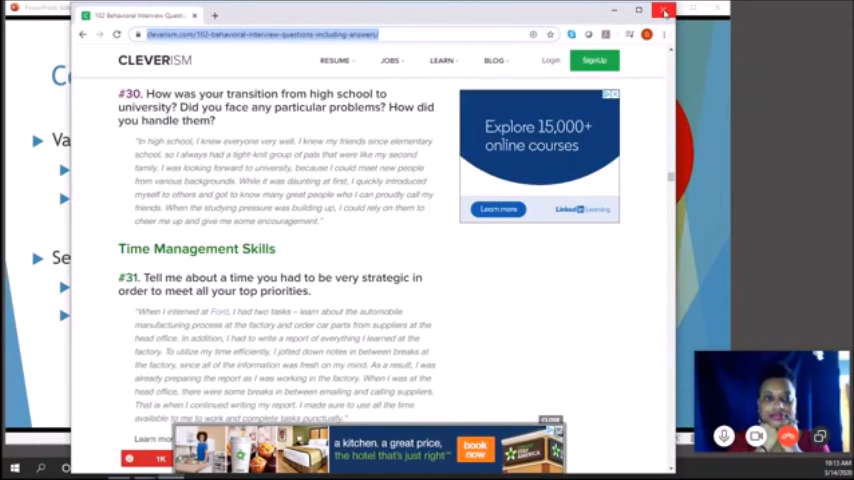 102 Behavioral Interview Questi
cleverism.com/102-behavioral-interview-questions-including-answers/
CLEVERISM
RESUME
JOBS
LEARN
BLOG
Login
SignUp
#30. How was your transition from high school to
university? Did you face any particular problems? How did
you handle them?
"In high school, I knew everyone very well. I knew my friends since elementary
school, so I always had a tight-knit group of pals that were like my second
family. I was looking forward to university, because I could meet new people
from various backgrounds. While it was daunting at first, I quickly introduced
myself to others and got to know many great people who I can proudly call my
friends. When the studying pressure was building up, I could rely on them to
cheer me up and give me some encouragement."
Explore 15,000+
online courses
Learn more
Linked in Learning
Time Management Skills
#31. Tell me about a time you had to be very strategic in
order to meet all your top priorities.
"When I interned at Ford, I had two tasks – learn about the automobile
manufacturing process at the factory and order car parts from suppliers at the
head office. In addition, I had to write a report of everything I learned at the
factory. To utilize my time efficiently, I jotted down notes in between breaks at
the factory, since all of the information was fresh on my mind. As a result, I was
already preparing the report as I was working in the factory. When I was at the
head office, there were some breaks in between emailing and calling suppliers.
That is when I continued writing my report. I made sure to use all the time
available to me to work and complete tasks punctually."
Learn mo
1K
CLOSE
a kitchen. a great price,
the hotel that's just right
book
now
STAY
AMERICA
Va
Se
10:13 AM
3/14/2020